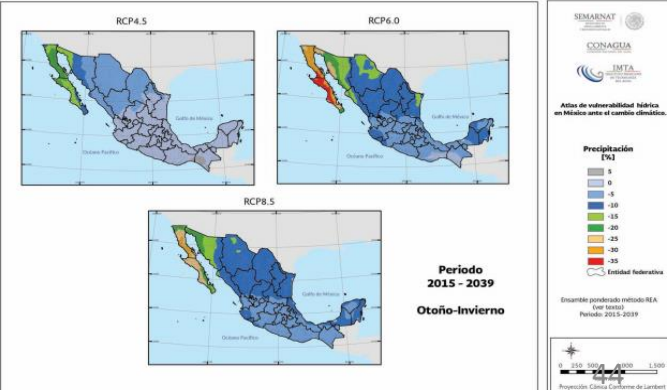 RCP4.5
Golfo de México
Océano Pacífico
RCP6.0
Golfo de México
Océano Pacífico
RCP8.5
Golfo de México
Océano Pacífico
Periodo
2015 - 2039
Otoño-Invierno
SEMARNAT
CONAGUA
IMTA
Atlas de vulnerabilidad hídrica
en México ante el cambio climático.
Precipitación
[%]
5
0
-5
-10
-15
-20
-25
-30
-35
Entidad federativa
Ensamble ponderado método REA
(ver texto)
Periodo: 2015-2039
0 250 500 1,000 1,500
44
Proyección Cónica Conforme de Lambert